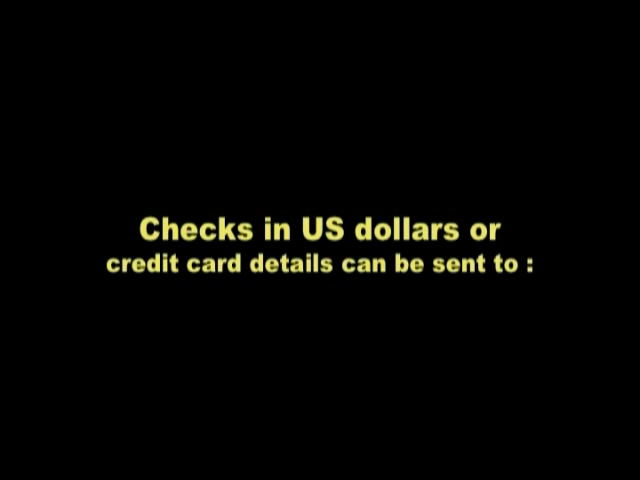 Checks in US dollars or
credit card details can be sent to :